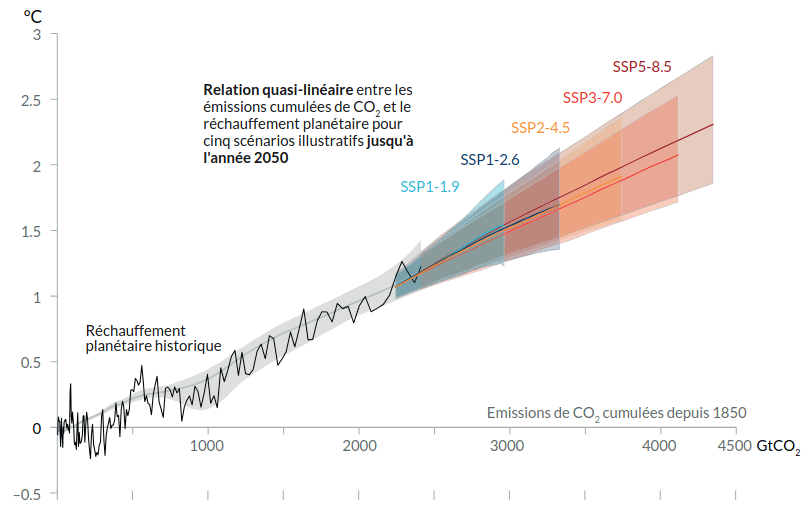 °C
3
2.5
2
1.5
1
0.5
0
−0.5
Relation quasi-linéaire entre les
émissions cumulées de CO2 et le
réchauffement planétaire pour
cinq scénarios illustratifs jusqu'à
l'année 2050
SSP5-8.5
SSP3-7.0
SSP2-4.5
SSP1-2.6
SSP1-1.9
Réchauffement
planétaire historique
Emissions de CO2 cumulées depuis 1850
1000 2000 3000 4000 4500 GtCO2